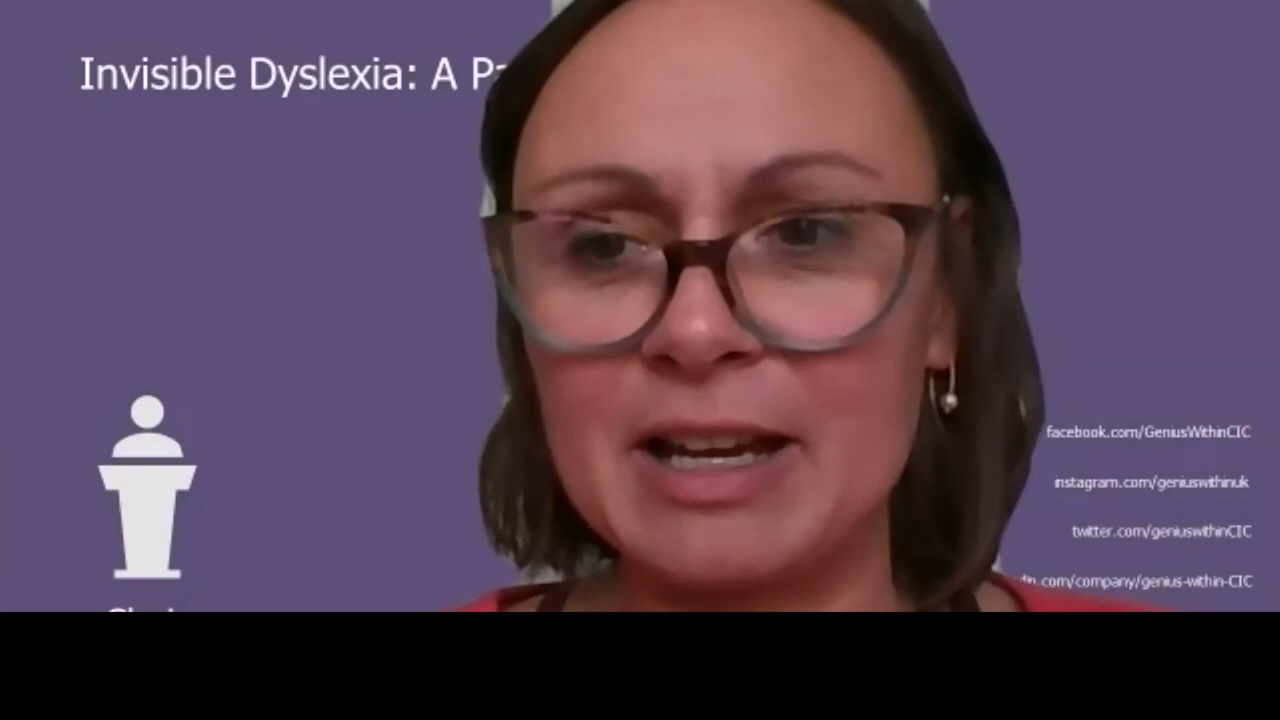 Invisible Dyslexia: A
facebook.com/GeniusWithinCIC
instagram.com/geniuswithinuk
twitter.com/geniuswithinCIC
.com/company/genius-within-CIC